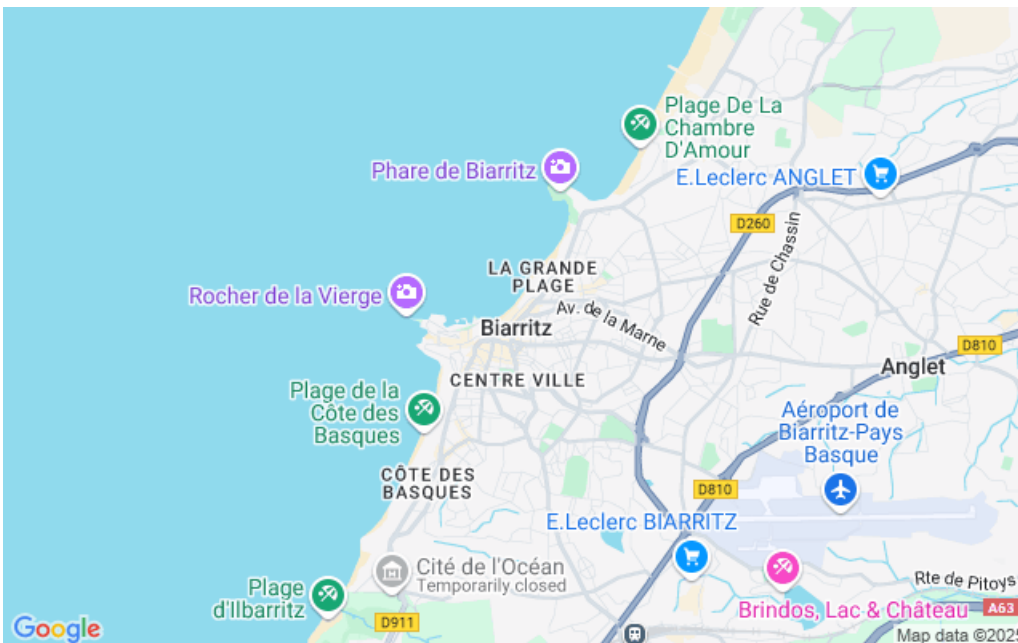 Plage De La
Chambre
D'Amour
Phare de Biarritz
E.Leclerc ANGLET
D260
Rue de Chassin
LA GRANDE
PLAGE
Rocher de la Vierge
Av. de la Marne
Biarritz
D810
Anglet
CENTRE VILLE
Plage de la
Côte des
Basques
Aéroport de
Biarritz-Pays
Basque
CÔTE DES
BASQUES
D810
E.Leclerc BIARRITZ
Cité de l'Océan
Temporarily closed
Plage
d'Ilbarritz
Rte de Pitoys
Brindos, Lac & Château
A63
D911
Google
Map data ©202